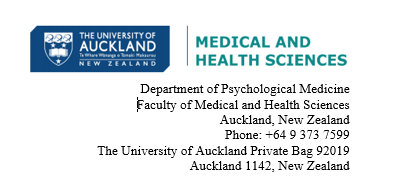 THE UNIVERSITY OF
AUCKLAND
Te Whare Wānanga o Tāmaki Makaurau
NEW ZEALAND
MEDICAL AND
HEALTH SCIENCES
Department of Psychological Medicine
Faculty of Medical and Health Sciences
Auckland, New Zealand
Phone: +64 9 373 7599
The University of Auckland Private Bag 92019
Auckland 1142, New Zealand